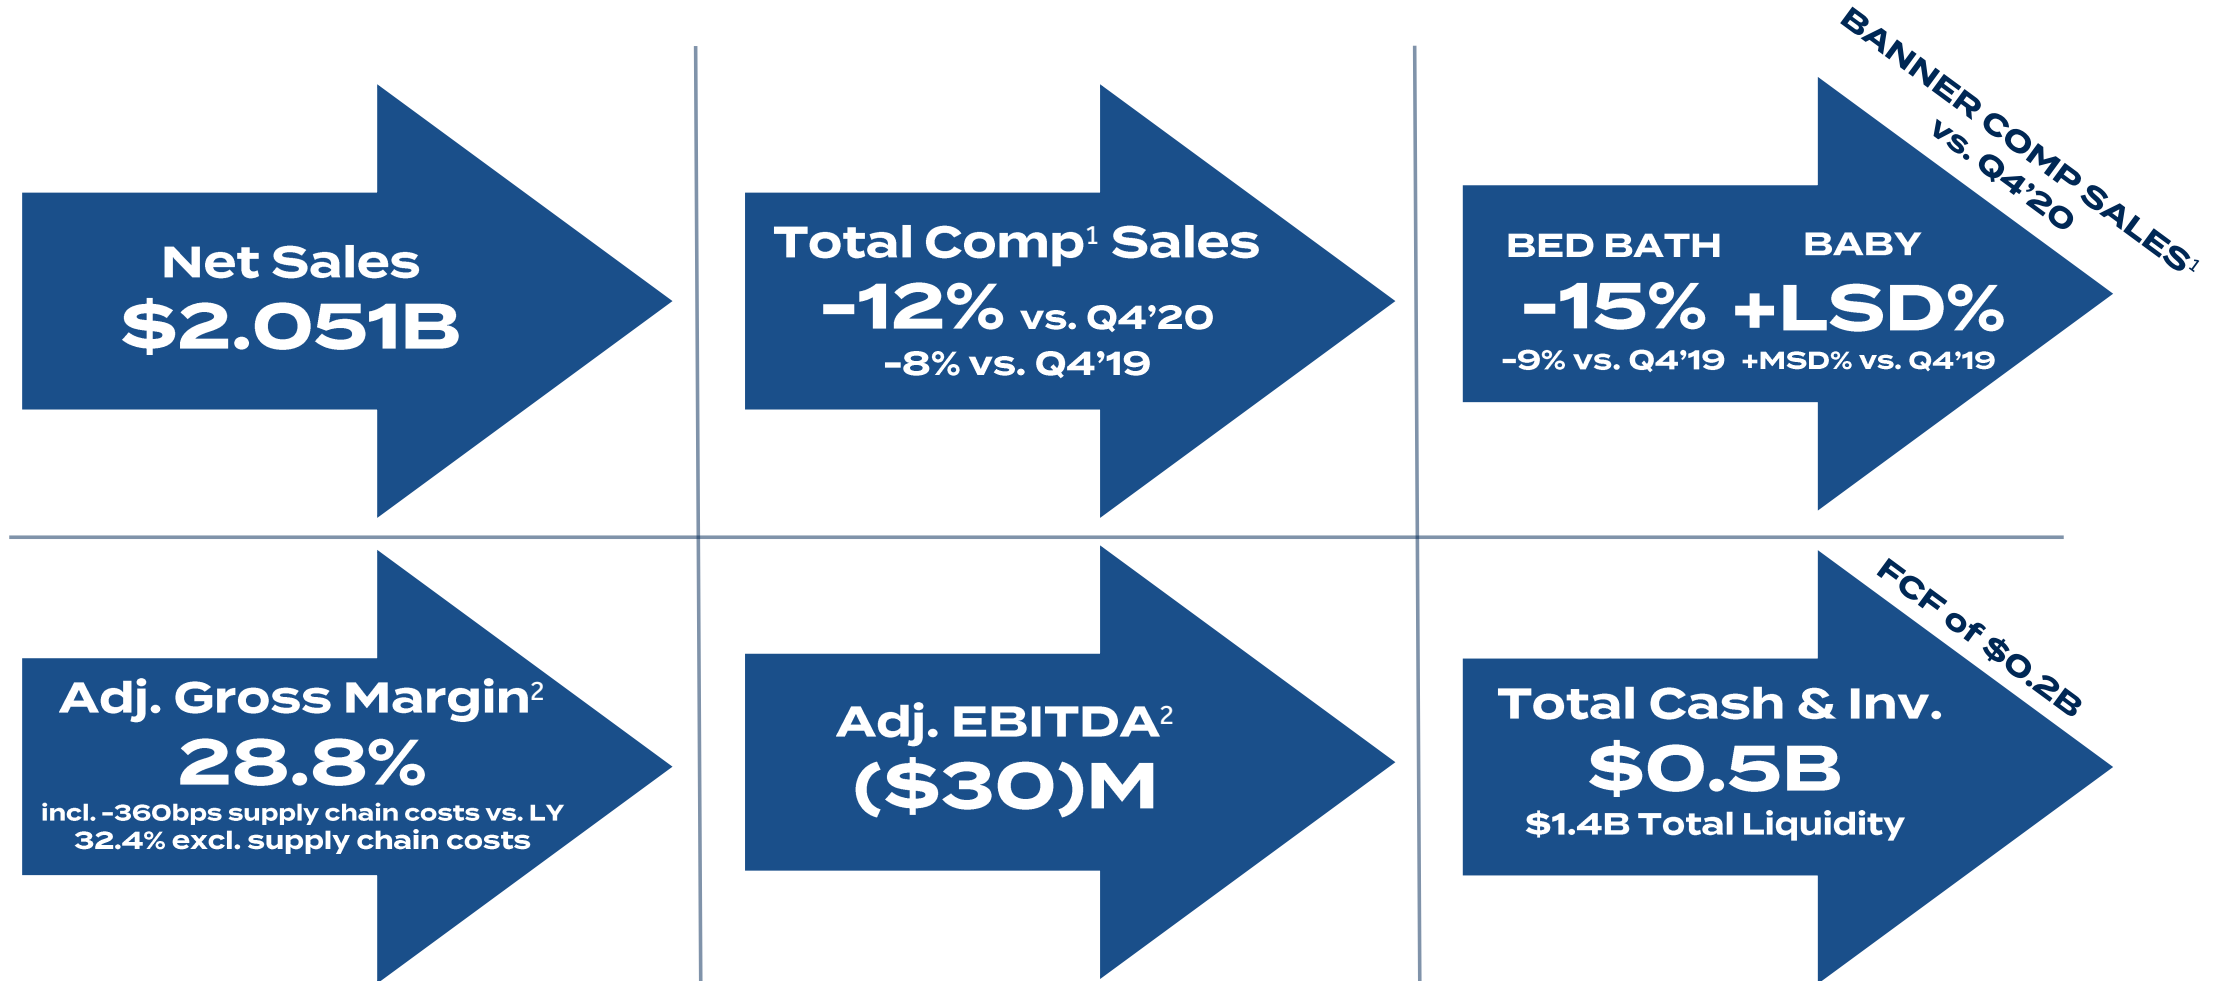 Net Sales
$2.051B
Total Comp¹ Sales
-12% vs. Q4’20
-8% vs. Q4’19
BANNER COMP SALES¹
vs. Q4’20
BED BATH
-15%
-9% vs. Q4’19
BABY
+LSD%
+MSD% vs. Q4’19
Adj. Gross Margin²
28.8%
incl. -360bps supply chain costs vs. LY
32.4% excl. supply chain costs
Adj. EBITDA²
($30)M
FCF of $0.2B
Total Cash & Inv.
$0.5B
$1.4B Total Liquidity